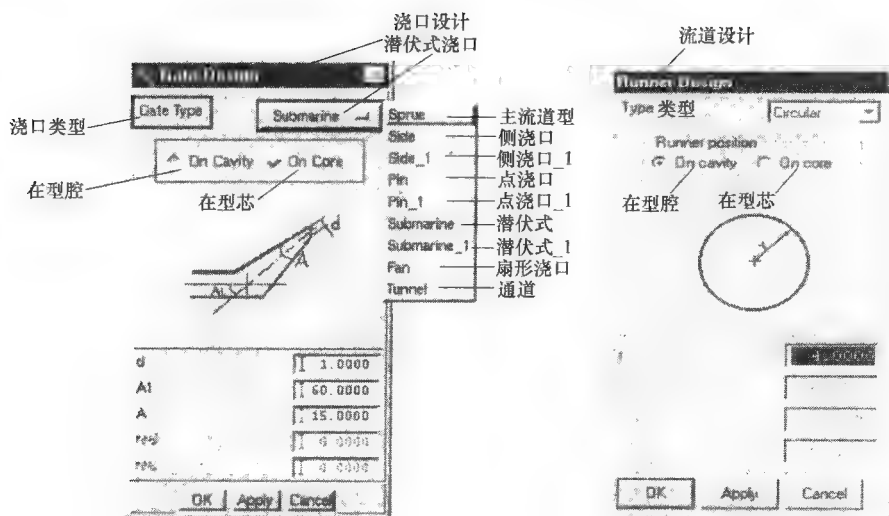 浇口设计
潜伏式浇口
Gate Design
浇口类型
Gate Type
Submarine
On Cavity
On Core
在型腔
在型芯
d
A
A1
d 1.0000
A1 60.0000
A 15.0000
0.0000
0.0000
OK Apply Cancel
Sprue 主流道型
Side 侧浇口
Side_1 侧浇口_1
Pin 点浇口
Pin_1 点浇口_1
Submarine 潜伏式
Submarine_1 潜伏式_1
Fan 扇形浇口
Tunnel 通道
流道设计
Runner Design
Type 类型 Circular
Runner position
On cavity On core
在型腔 在型芯
OK Apply Cancel